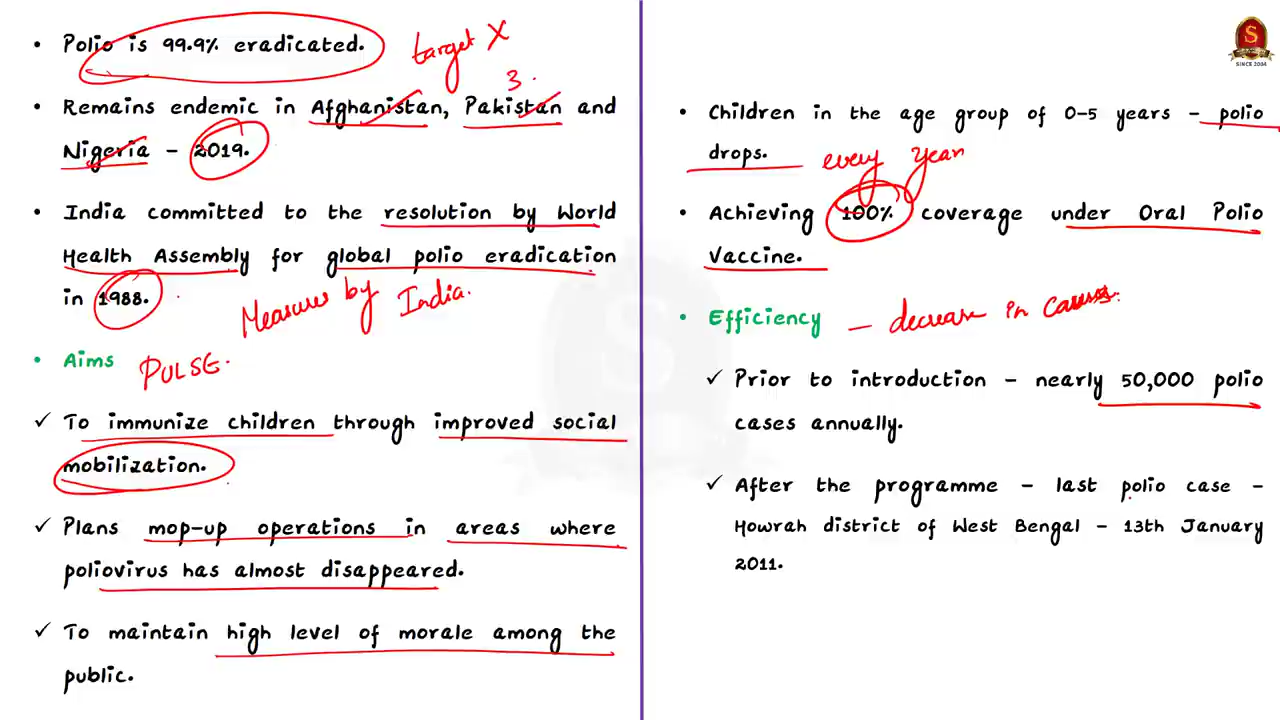 • Polio is 99.9% eradicated.
target X
3.
• Remains endemic in Afghanistan, Pakistan and
Nigeria - 2019.
• India committed to the resolution by World
Health Assembly for global polio eradication
in 1988.
Measures by India.
• Aims
PULSE.
✓ To immunize children through improved social
mobilization.
✓ Plans mop-up operations in areas where
poliovirus has almost disappeared.
✓ To maintain high level of morale among the
public.
S
SINCE 2004
• Children in the age group of 0-5 years - polio
drops.
every year
• Achieving 100% coverage under Oral Polio
Vaccine.
• Efficiency
- decrease in
✓ Prior to introduction - nearly 50,000 polio
cases annually.
✓ After the programme - last polio case -
Howrah district of West Bengal - 13th January
2011.